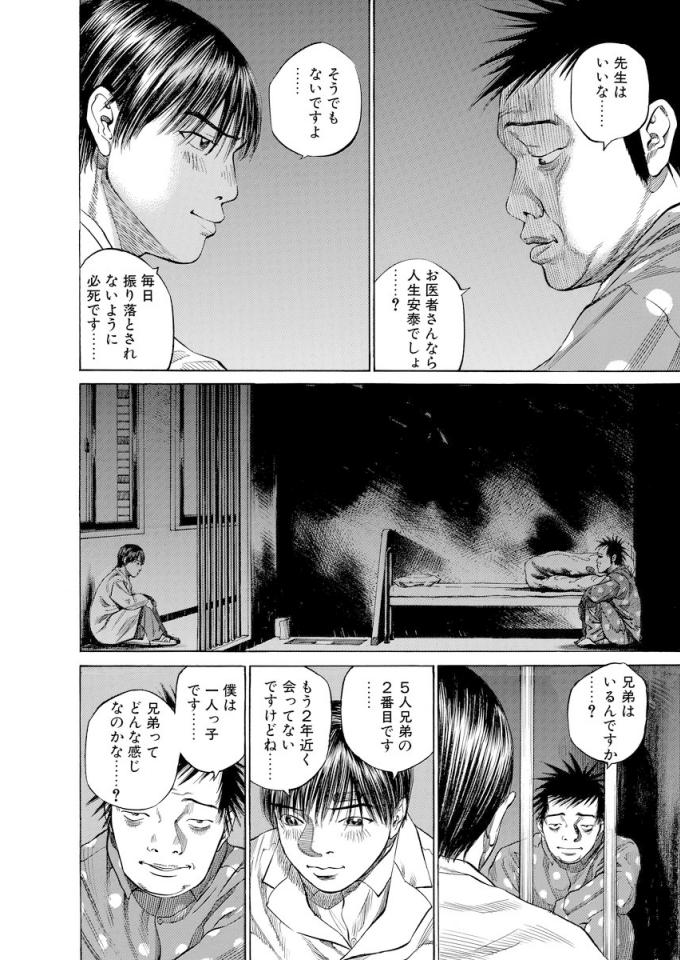 先生は
いいな
……
お医者さんなら
人生安泰でしょ
……?
そうでも
ないですよ
……
毎日
振り落とされ
ないように
必死です……
兄弟は
いるんですか
……?
5人兄弟の
2番目です
もう2年近く
会ってない
ですけどね……
僕は
一人っ子
です……
兄弟って
どんな感じ
なのかな……?